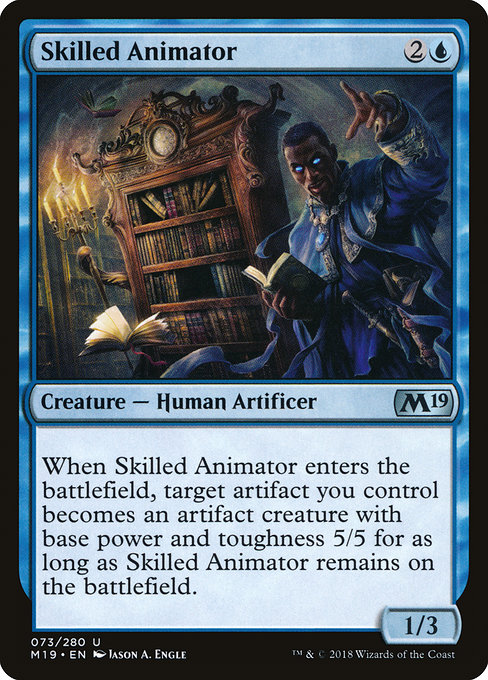 Skilled Animator 2
Creature — Human Artificer M19
When Skilled Animator enters the
battlefield, target artifact you control
becomes an artifact creature with
base power and toughness 5/5 for as
long as Skilled Animator remains on
the battlefield.
1/3
073/280 U
M19 • EN Jason A. Engle ™ & © 2018 Wizards of the Coast